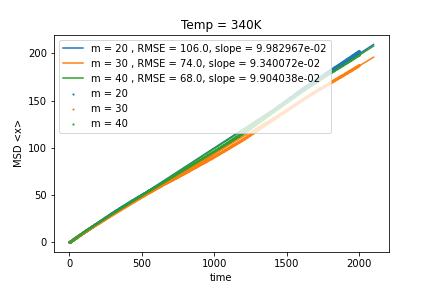 Temp = 340K
m = 20 , RMSE = 106.0, slope = 9.982967e-02
m = 30 , RMSE = 74.0, slope = 9.340072e-02
m = 40 , RMSE = 68.0, slope = 9.904038e-02
m = 20
m = 30
m = 40
200
150
100
50
0
MSD <x>
0 500 1000 1500 2000
time